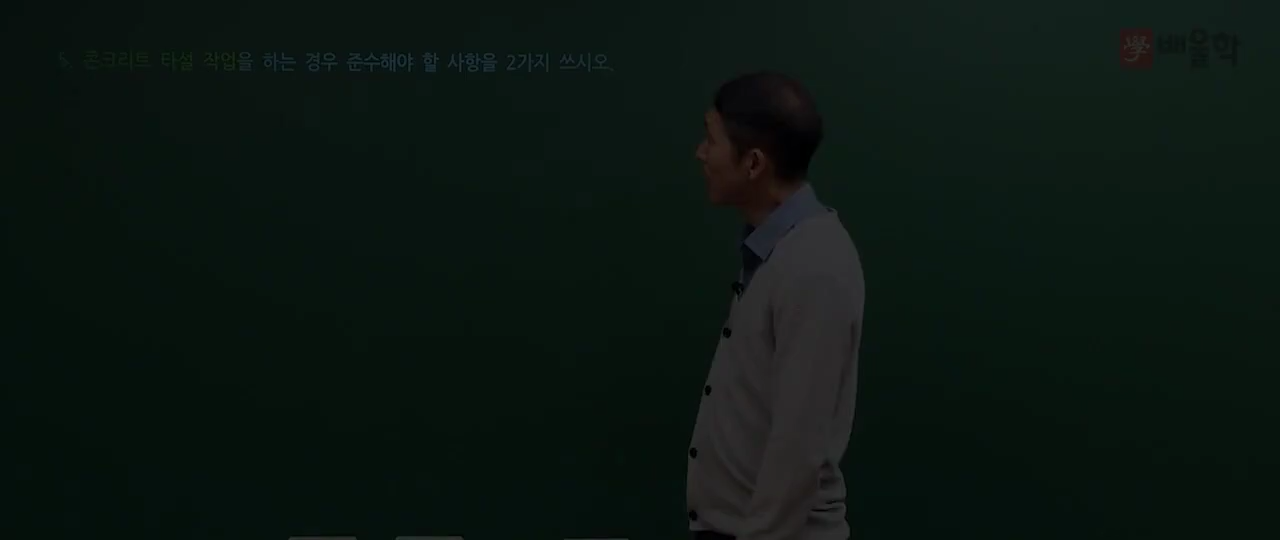 5. 콘크리트 타설 작업을 하는 경우 준수해야 할 사항을 2가지 쓰시오.
學 배울학